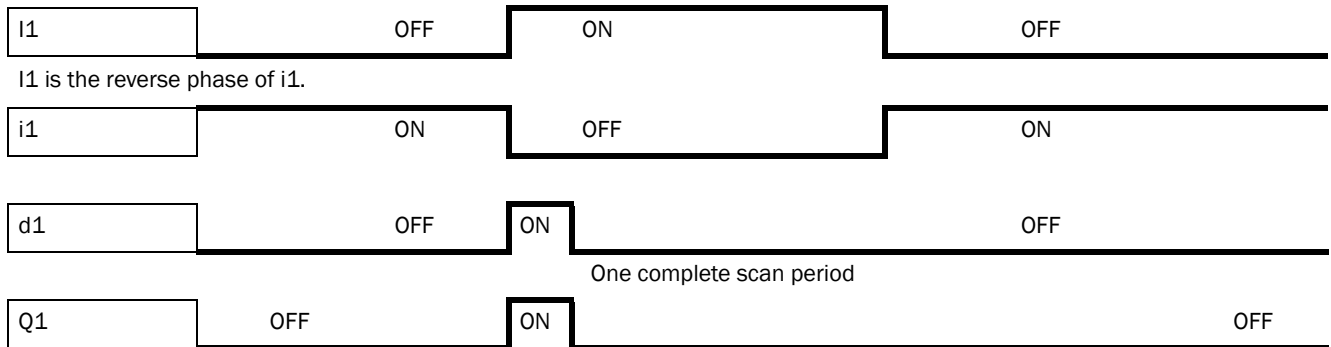 I1 OFF ON OFF
I1 is the reverse phase of i1.
i1 ON OFF ON
d1 OFF ON OFF
One complete scan period
Q1 OFF ON OFF